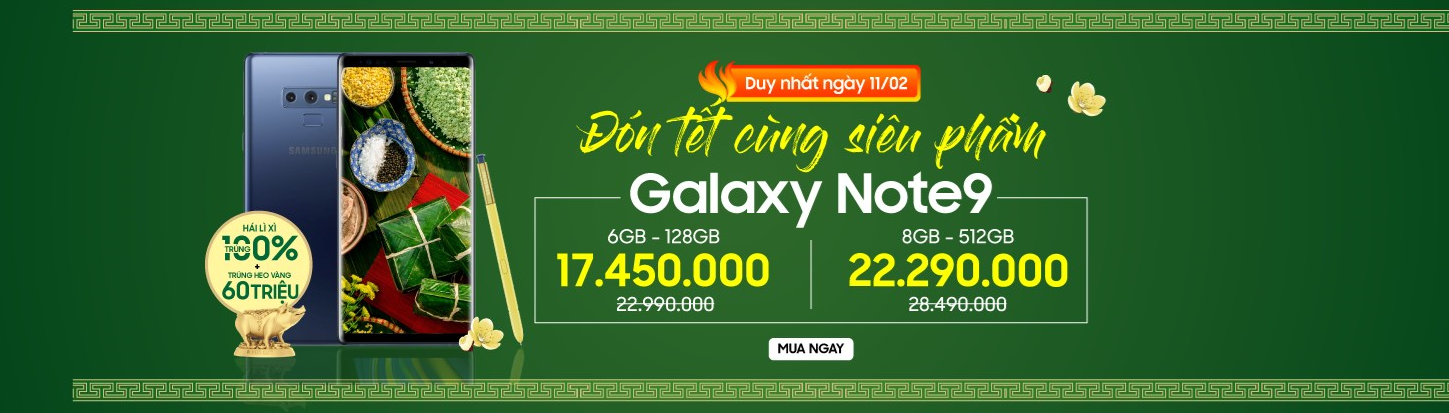 Duy nhất ngày 11/02
Đón tết cùng siêu phẩm
Galaxy Note9
6GB - 128GB
17.450.000
22.990.000
8GB - 512GB
22.290.000
28.490.000
MUA NGAY
SAMSUNG
HÁI LÌ XÌ
TRÚNG 100%
+
TRÚNG HEO VÀNG
60 TRIỆU